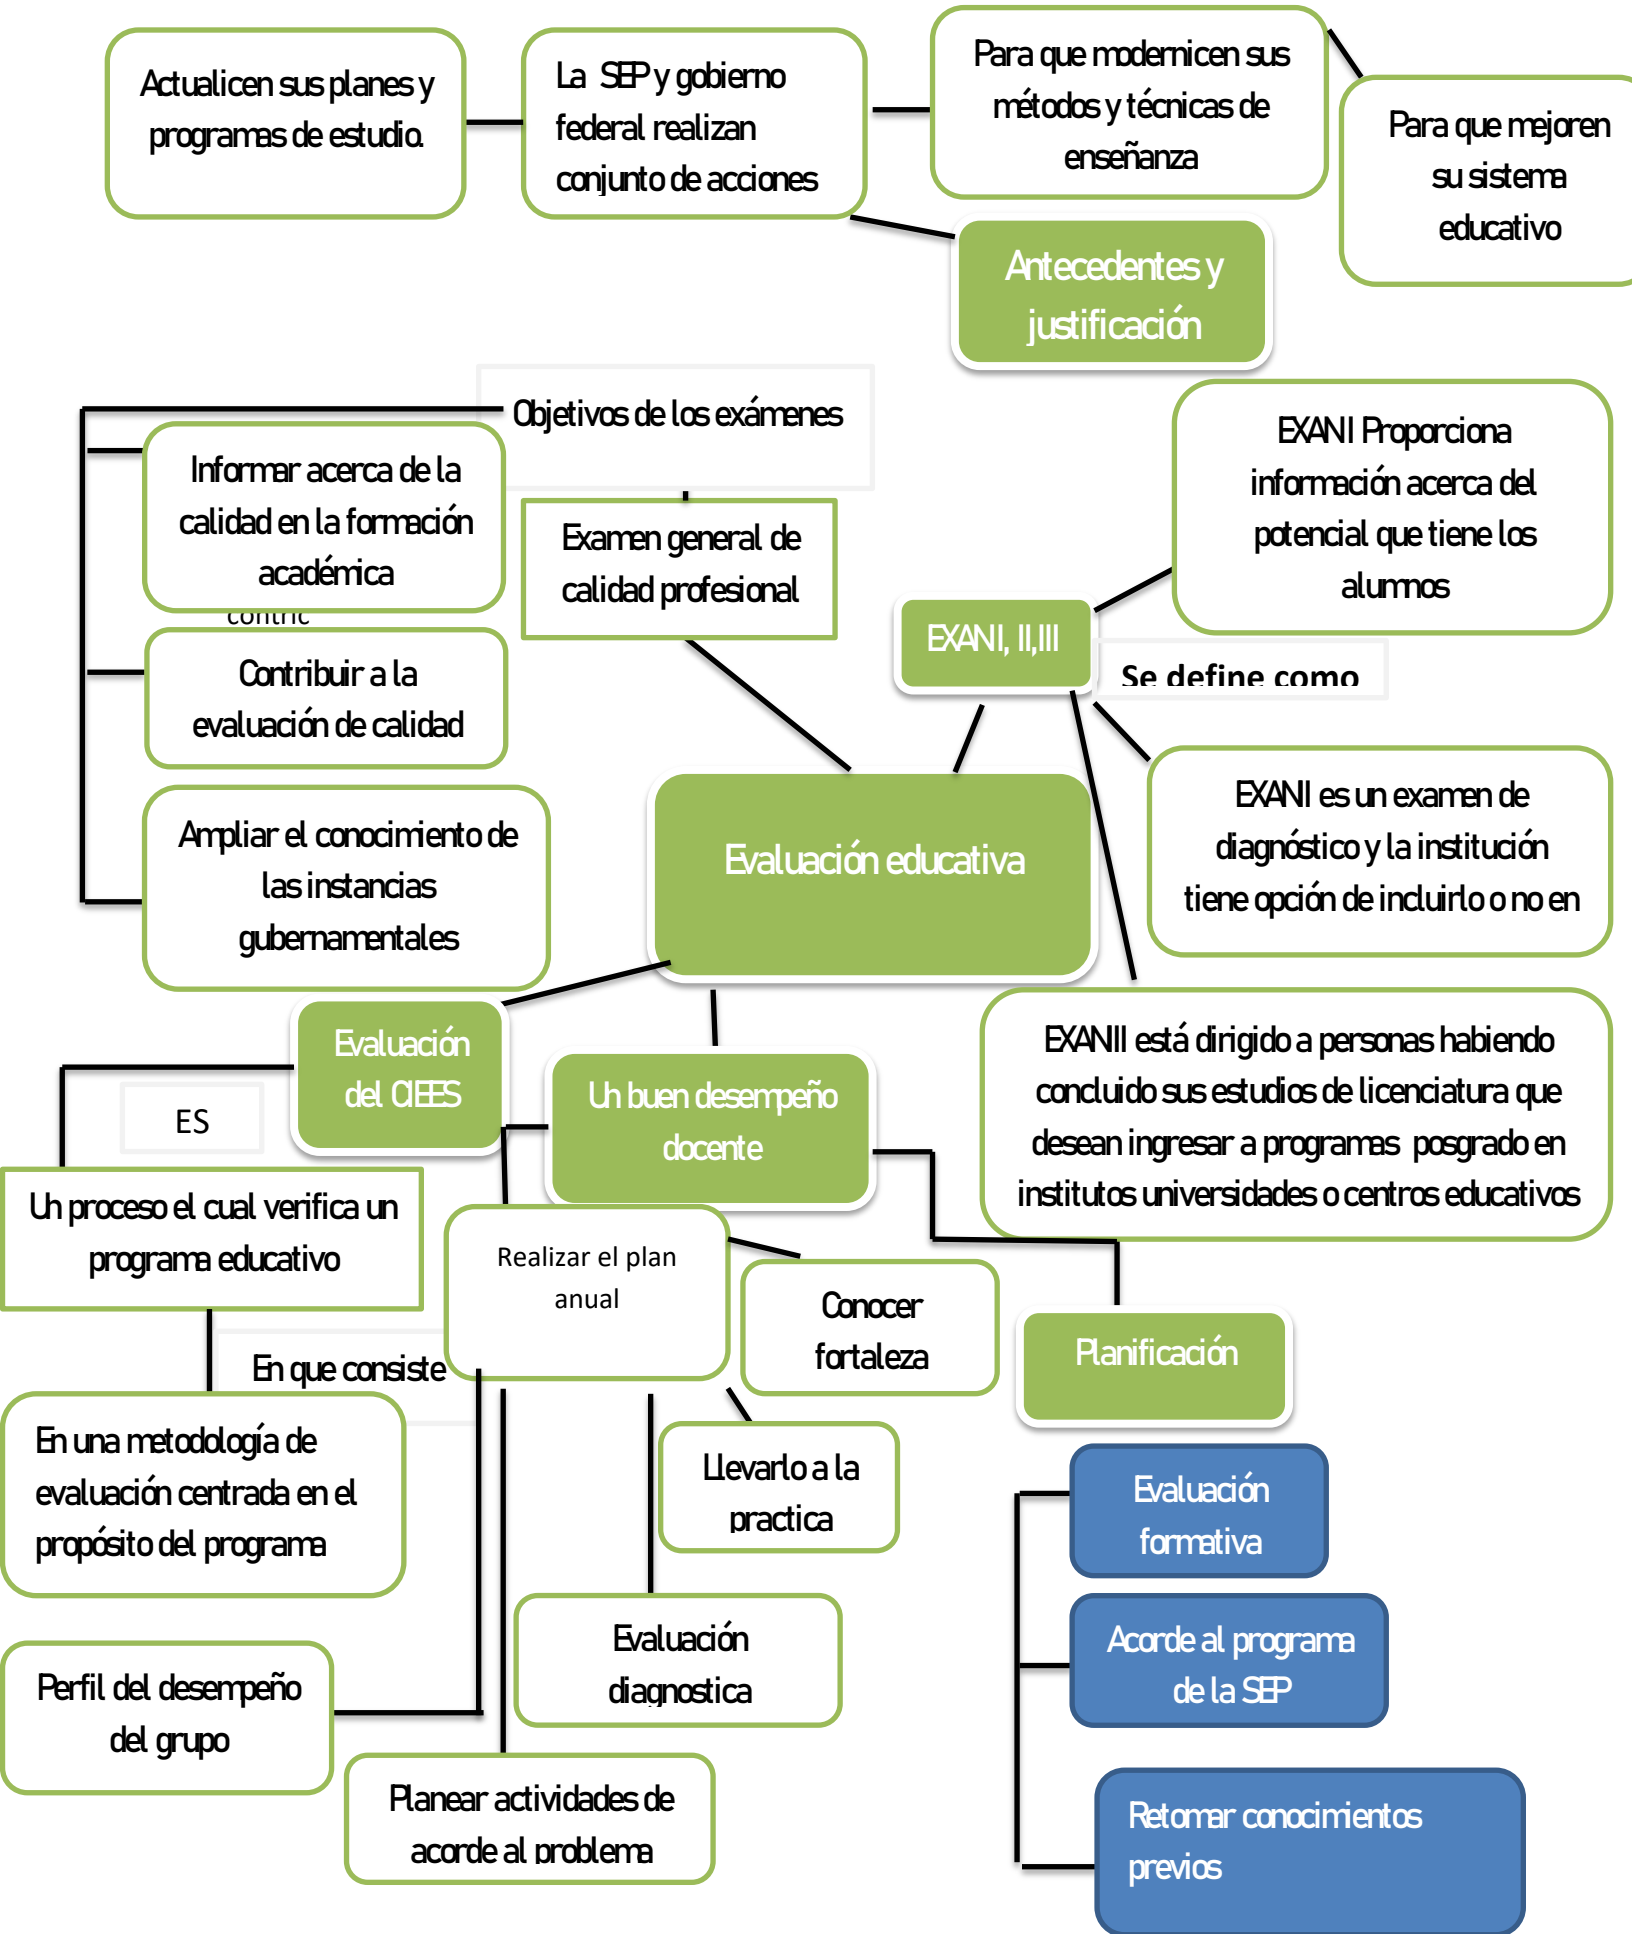 Actualicen sus planes y
programas de estudio.
La SEP y gobierno
federal realizan
conjunto de acciones
Para que modernicen sus
métodos y técnicas de
enseñanza
Para que mejoren
su sistema
educativo
Antecedentes y
justificación
Objetivos de los exámenes
Informar acerca de la
calidad en la formación
académica
contric
Contribuir a la
evaluación de calidad
Ampliar el conocimiento de
las instancias
gubernamentales
Examen general de
calidad profesional
EXANI Proporciona
información acerca del
potencial que tiene los
alumnos
EXANI, II,III
Se define como
EXANI es un examen de
diagnóstico y la institución
tiene opción de incluirlo o no en
Evaluación educativa
EXANIII está dirigido a personas habiendo
concluido sus estudios de licenciatura que
desean ingresar a programas posgrado en
institutos universidades o centros educativos
Evaluación
del CIEES
ES
Un proceso el cual verifica un
programa educativo
En que consiste
En una metodología de
evaluación centrada en el
propósito del programa
Un buen desempeño
docente
Realizar el plan
anual
Conocer
fortaleza
Llevarlo a la
practica
Evaluación
diagnostica
Perfil del desempeño
del grupo
Planear actividades de
acorde al problema
Planificación
Evaluación
formativa
Acorde al programa
de la SEP
Retomar conocimientos
previos